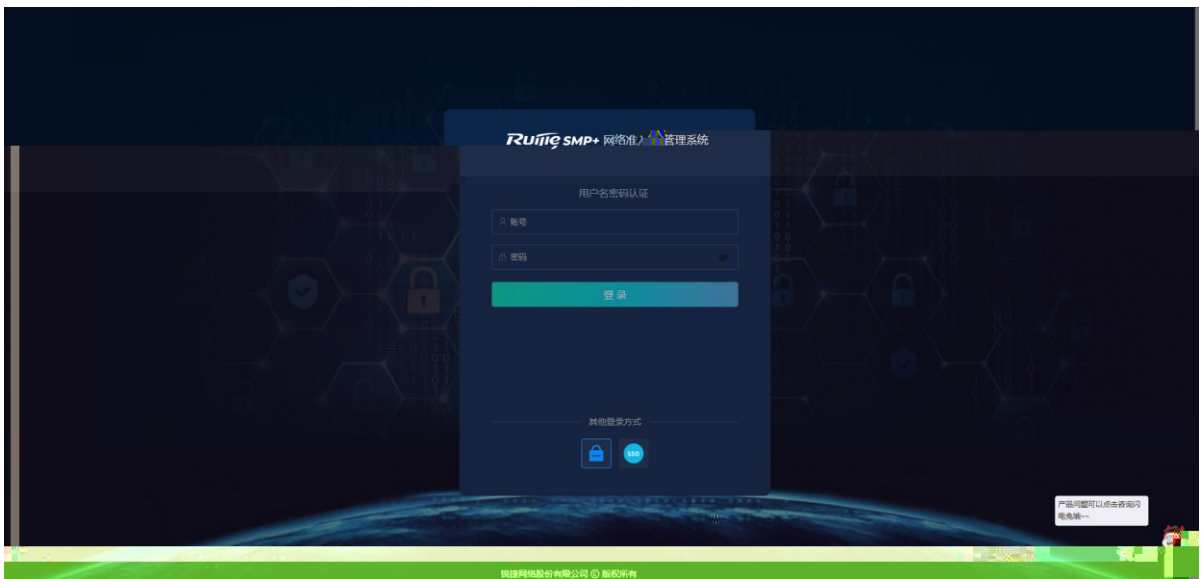 Ruijie SMP+ 网络准入 管理系统
用户名密码认证
账号
密码
登 录
其他登录方式
SSO
产品问题可以点击咨询闪
电兔哦~~
锐捷网络股份有限公司 © 版权所有